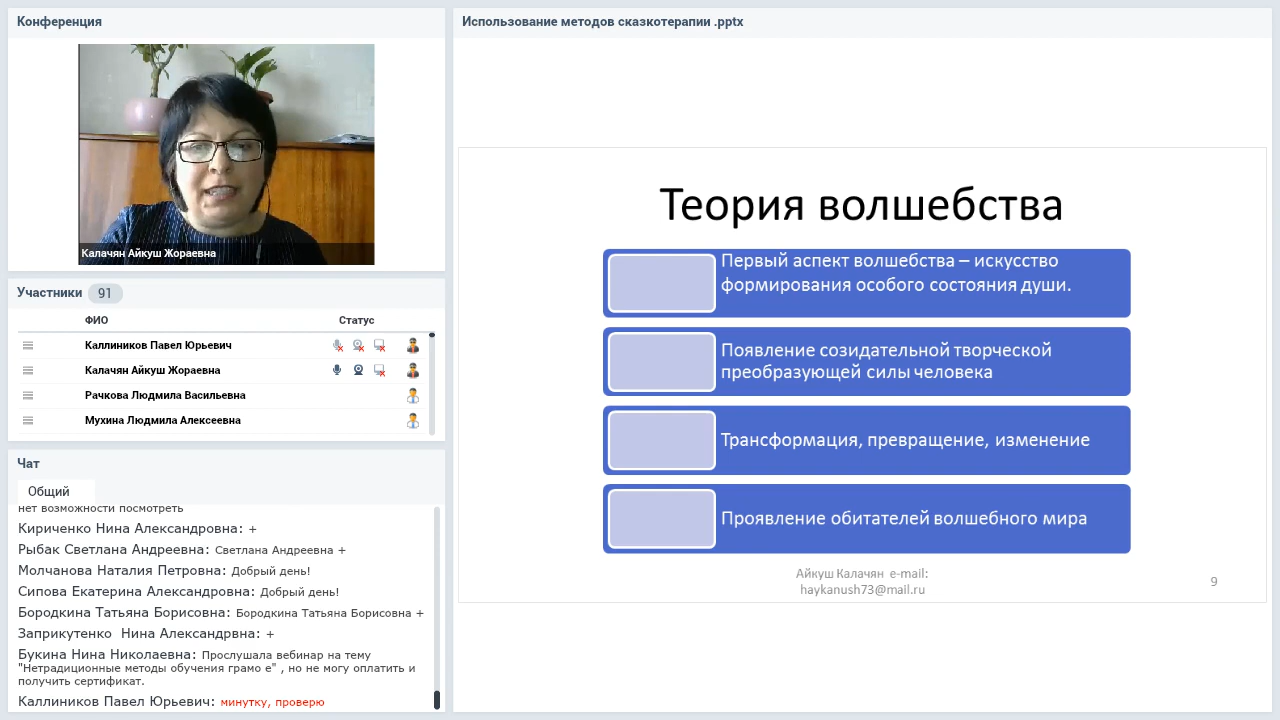 Конференция
Калачян Айкуш Жораевна
Участники 91
ФИО Статус
Каллиников Павел Юрьевич
Калачян Айкуш Жораевна
Рачкова Людмила Васильевна
Мухина Людмила Алексеевна
Чат
Общий
нет возможности посмотреть
Кириченко Нина Александровна: +
Рыбак Светлана Андреевна: Светлана Андреевна +
Молчанова Наталия Петровна: Добрый день!
Сипова Екатерина Александровна: Добрый день!
Бородкина Татьяна Борисовна: Бородкина Татьяна Борисовна +
Заприкутенко Нина Александрвна: +
Букина Нина Николаевна: Прослушала вебинар на тему
"Нетрадиционные методы обучения грамо е" , но не могу оплатить и
получить сертификат.
Каллиников Павел Юрьевич: минутку, проверю
Использование методов сказкотерапии .pptx
Теория волшебства
Первый аспект волшебства – искусство
формирования особого состояния души.
Появление созидательной творческой
преобразующей силы человека
Трансформация, превращение, изменение
Проявление обитателей волшебного мира
Айкуш Калачян e-mail:
haykanush73@mail.ru
9